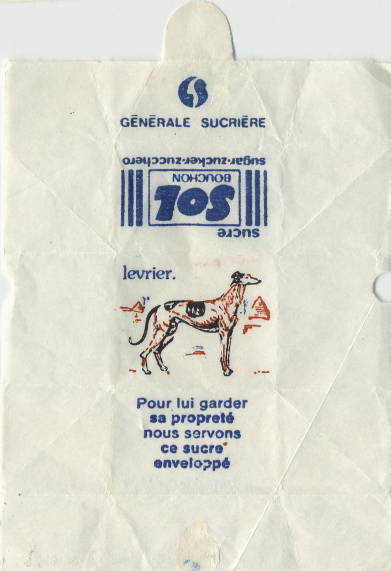 GÉNÉRALE SUCRIÈRE
sucre
SOL
BOUCHON
sugar-zucker-zucchero
levrier.
Pour lui garder
sa propreté
nous servons
ce sucre
enveloppé